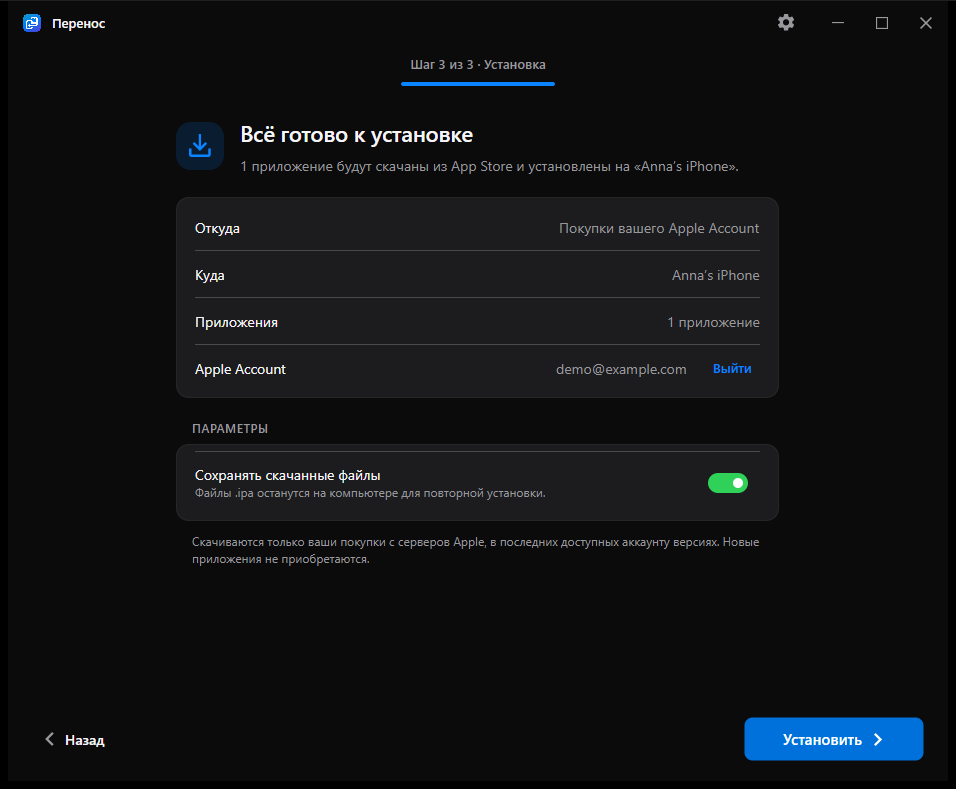 Перенос
Шаг 3 из 3 · Установка
Всё готово к установке
1 приложение будут скачаны из App Store и установлены на «Anna’s iPhone».
Откуда Покупки вашего Apple Account
Куда Anna’s iPhone
Приложения 1 приложение
Apple Account demo@example.com Выйти
ПАРАМЕТРЫ
Сохранять скачанные файлы
Файлы .ipa останутся на компьютере для повторной установки.
Скачиваются только ваши покупки с серверов Apple, в последних доступных аккаунту версиях. Новые
приложения не приобретаются.
Назад Установить